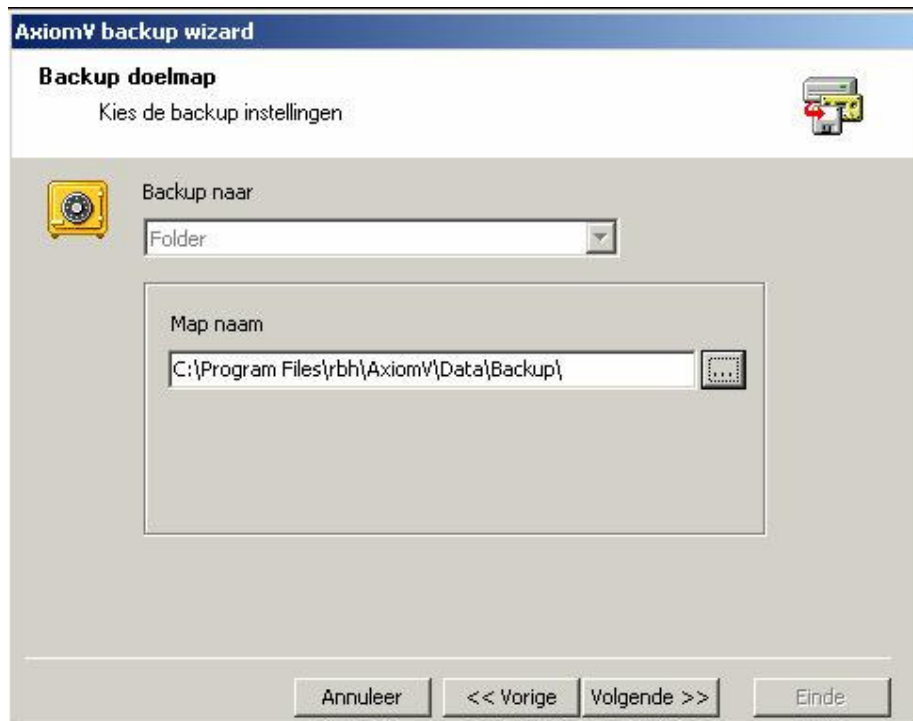 AxiomV backup wizard
Backup doelmap
Kies de backup instellingen
Backup naar
Folder
Map naam
C:\Program Files\rbh\AxiomV\Data\Backup\
...
Annuleer
<< Vorige
Volgende >>
Einde